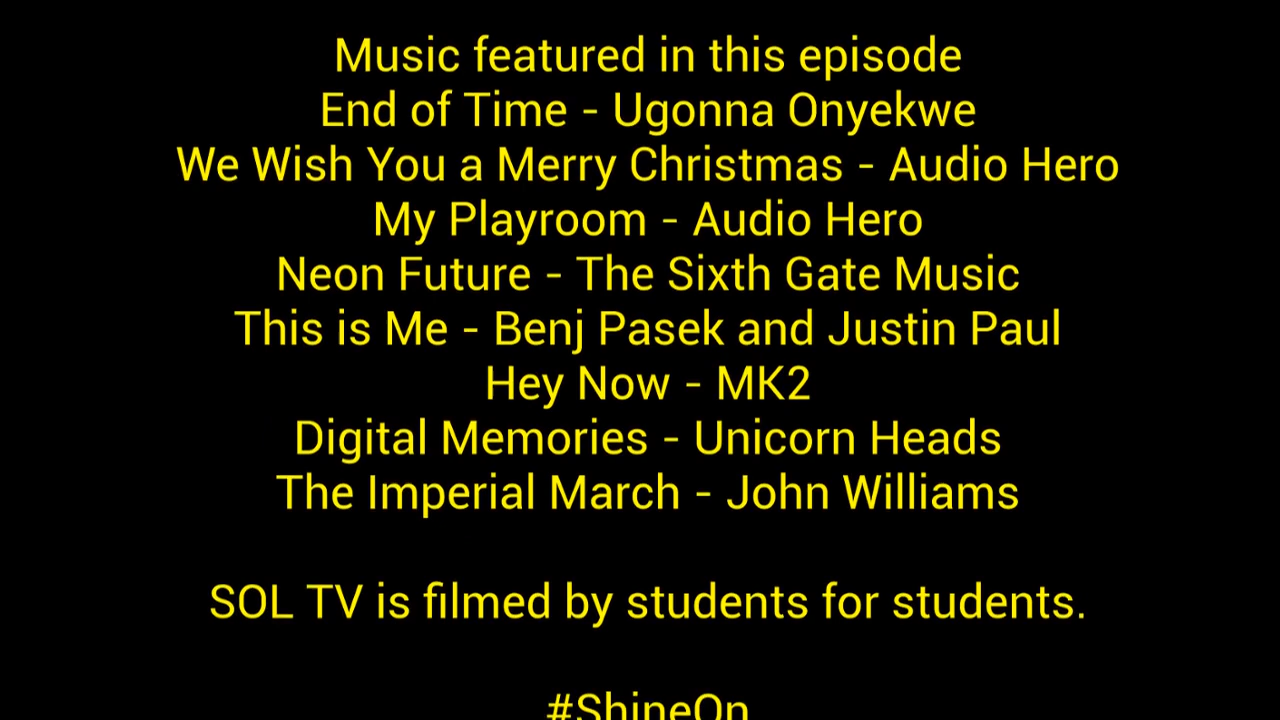 Music featured in this episode
End of Time - Ugonna Onyekwe
We Wish You a Merry Christmas - Audio Hero
My Playroom - Audio Hero
Neon Future - The Sixth Gate Music
This is Me - Benj Pasek and Justin Paul
Hey Now - MK2
Digital Memories - Unicorn Heads
The Imperial March - John Williams
SOL TV is filmed by students for students.
#ShineOn